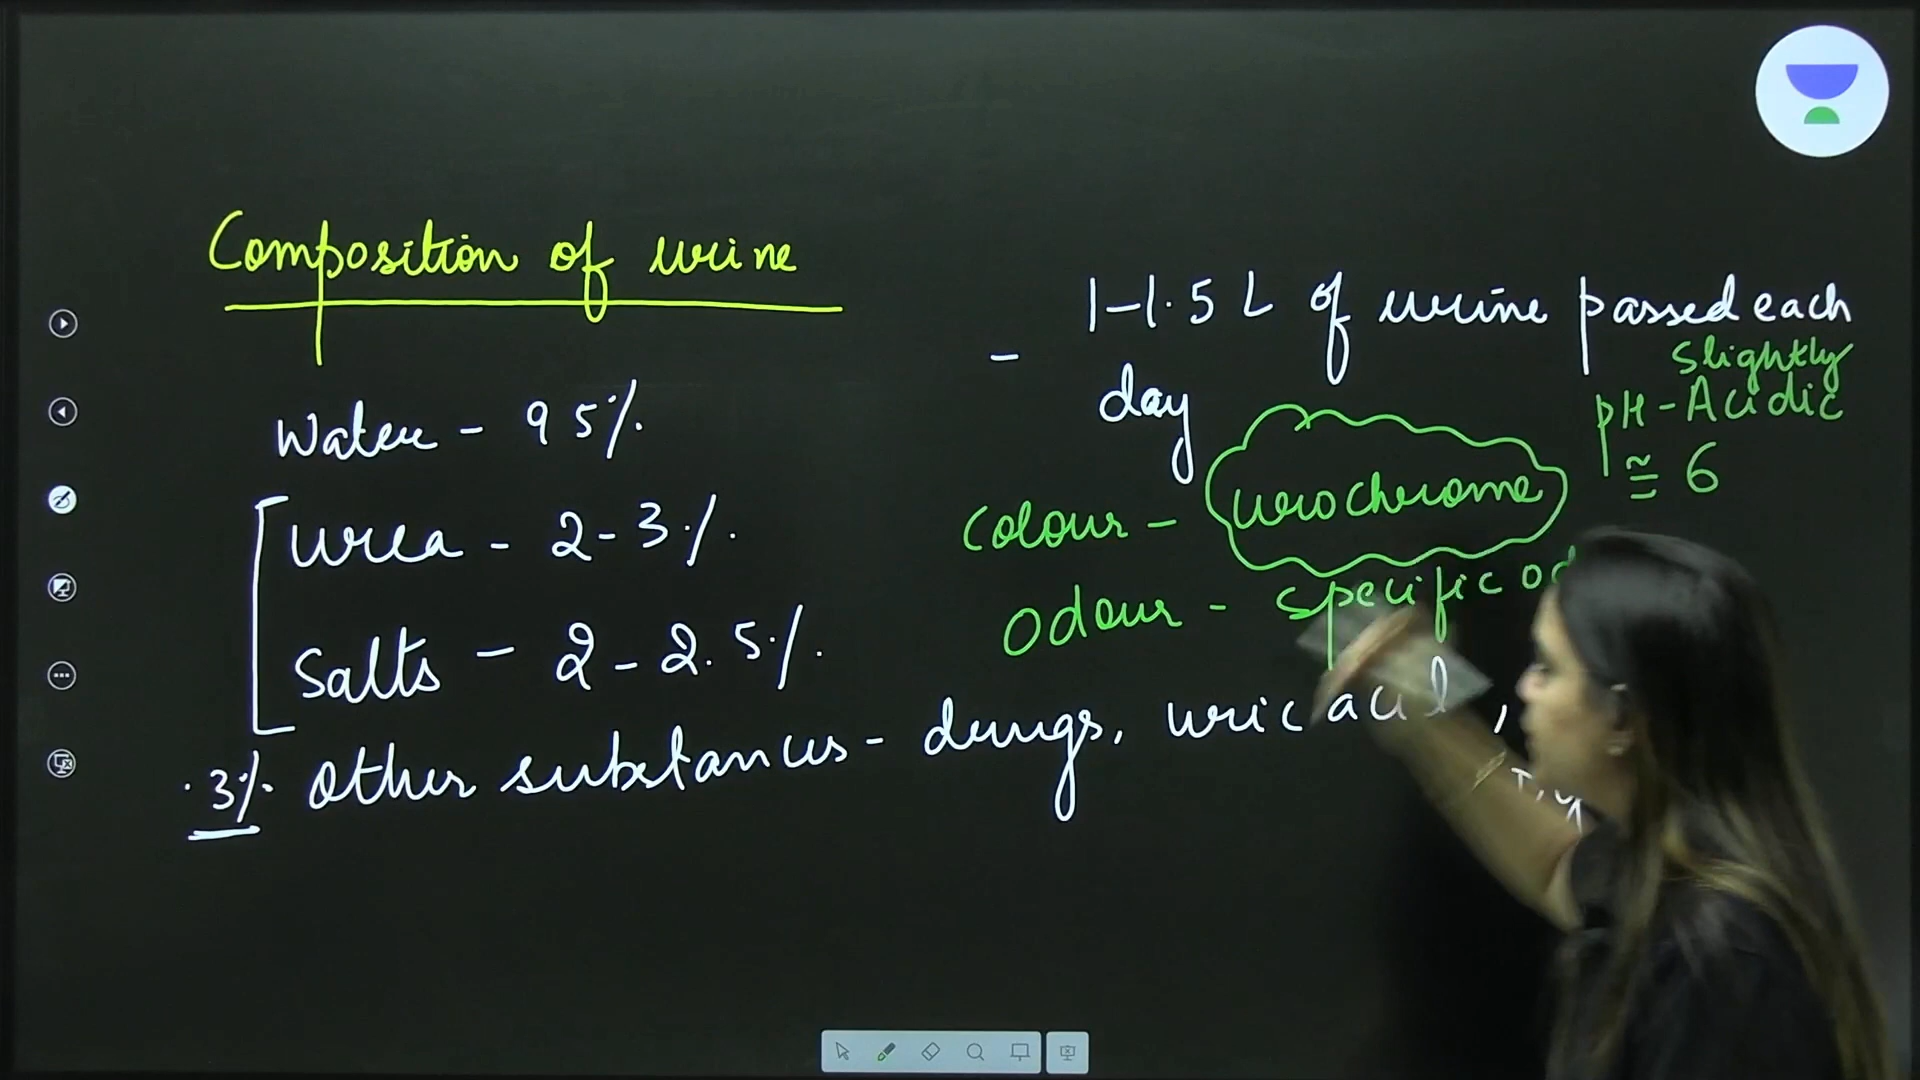 Composition of urine
Water - 95%
Urea - 2-3%.
Salts - 2-2.5%.
.3%. Other substances - drugs, uric acid,
- 1-1.5 L of urine passed each
day
Slightly
pH - Acidic
≅ 6
Colour - urochrome
Odour - specific